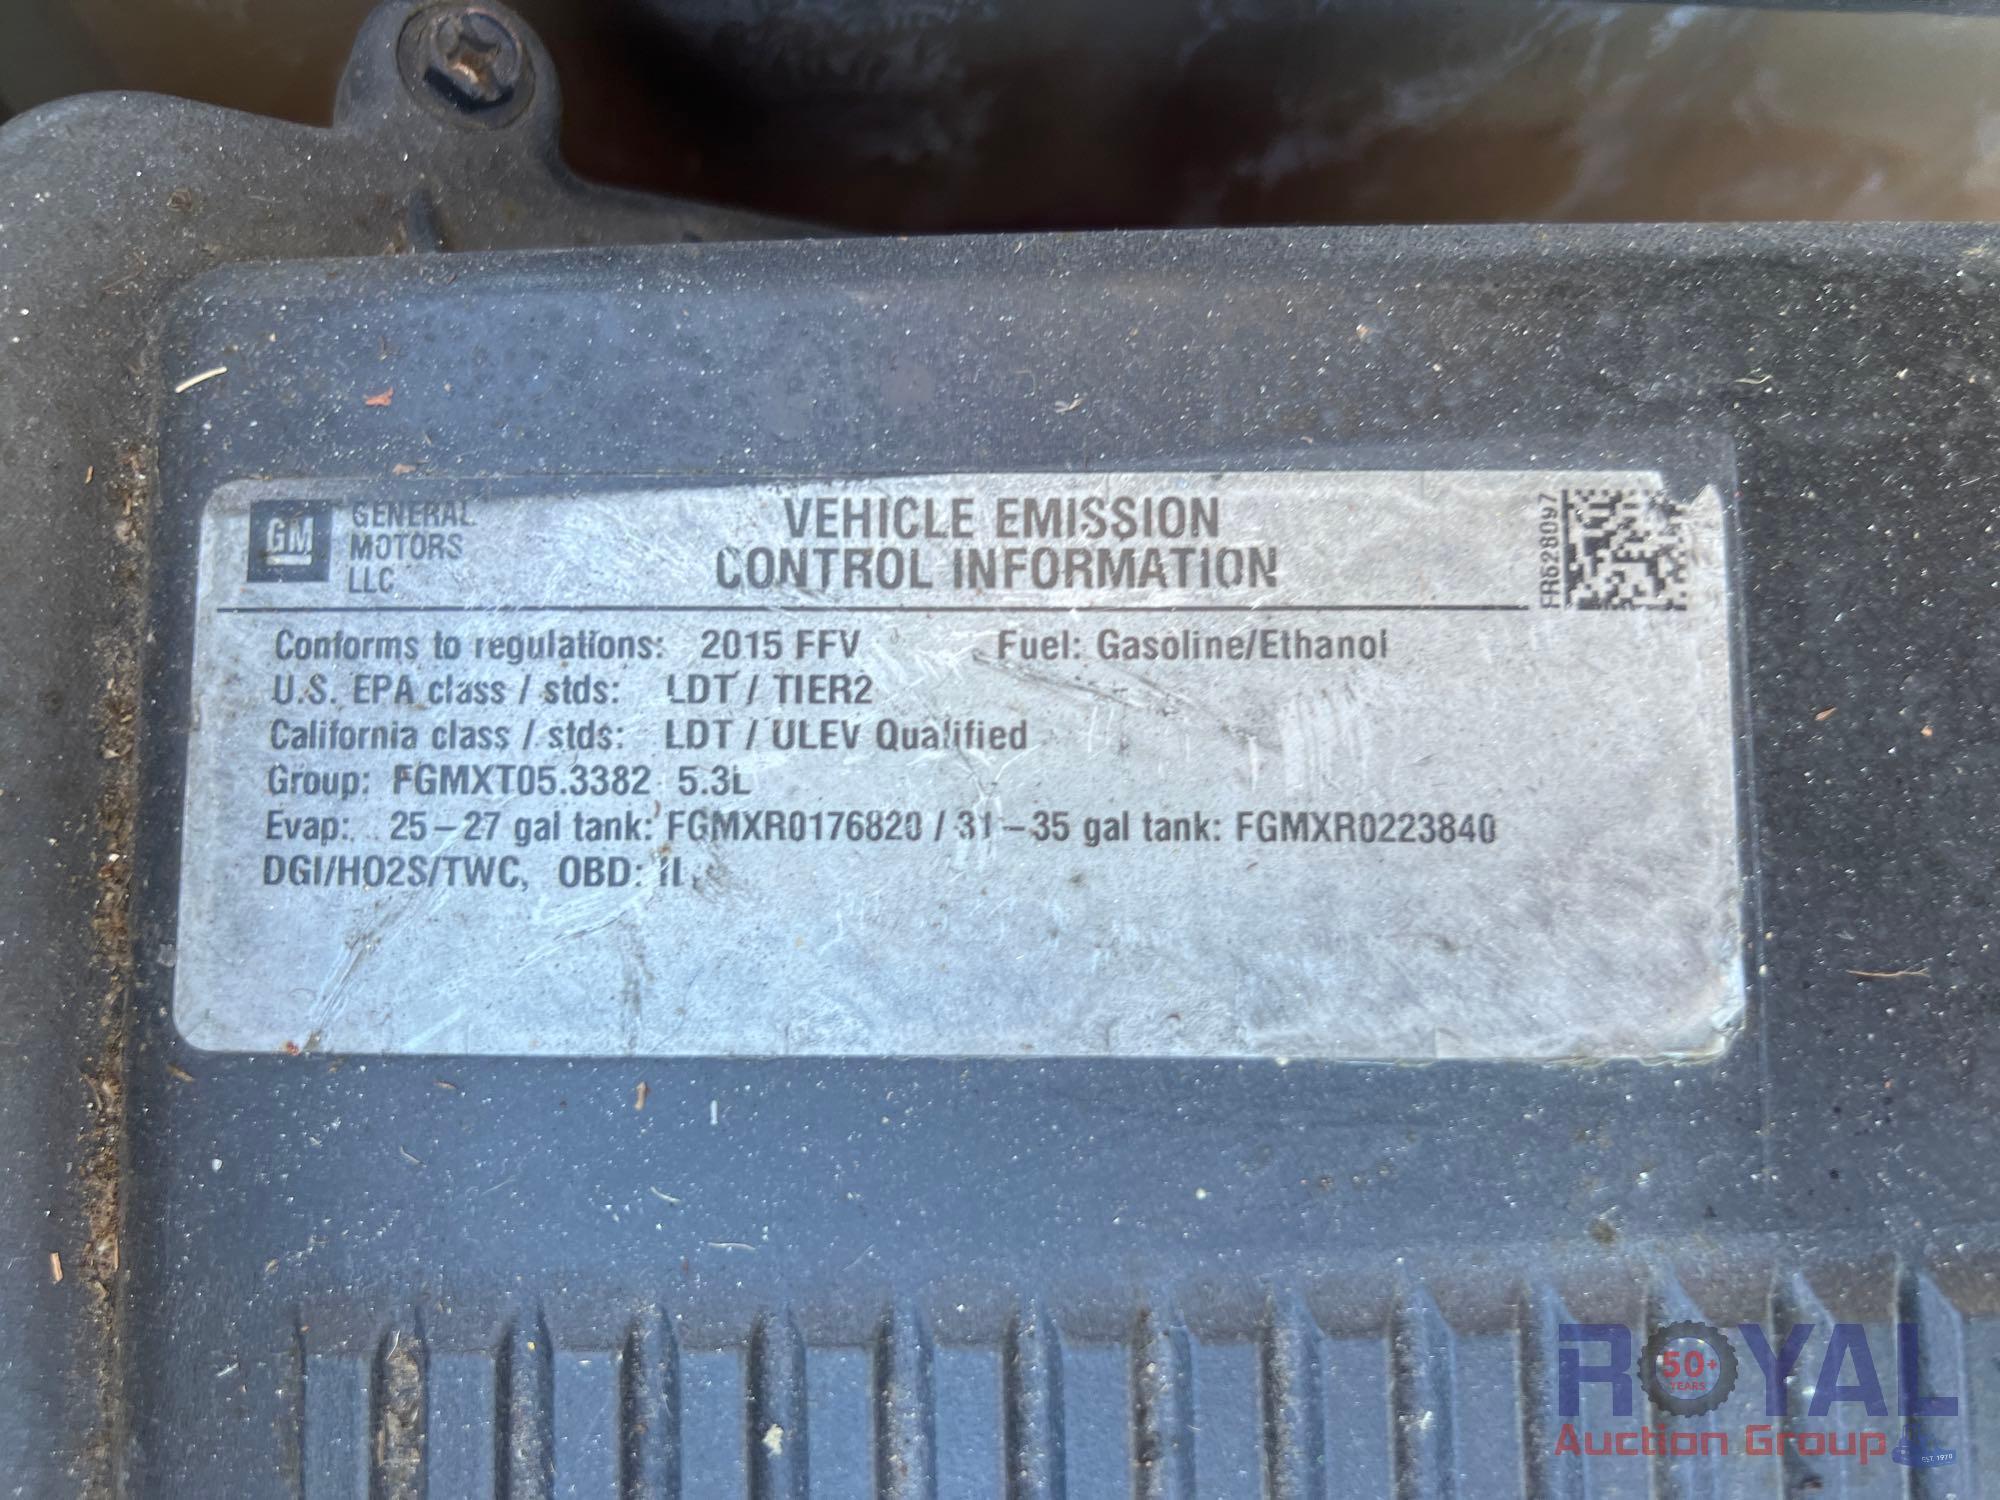 GM
GENERAL
MOTORS
LLC
VEHICLE EMISSION
CONTROL INFORMATION
FR628097
Conforms to regulations: 2015 FFV Fuel: Gasoline/Ethanol
U.S. EPA class / stds: LDT / TIER2
California class / stds: LDT / ULEV Qualified
Group: FGMXT05.3382 5.3L
Evap: 25-27 gal tank: FGMXR0176820 / 31-35 gal tank: FGMXR0223840
DGI/HO2S/TWC, OBD: II
ROYAL
50+
YEARS
Auction Group
EST. 1970